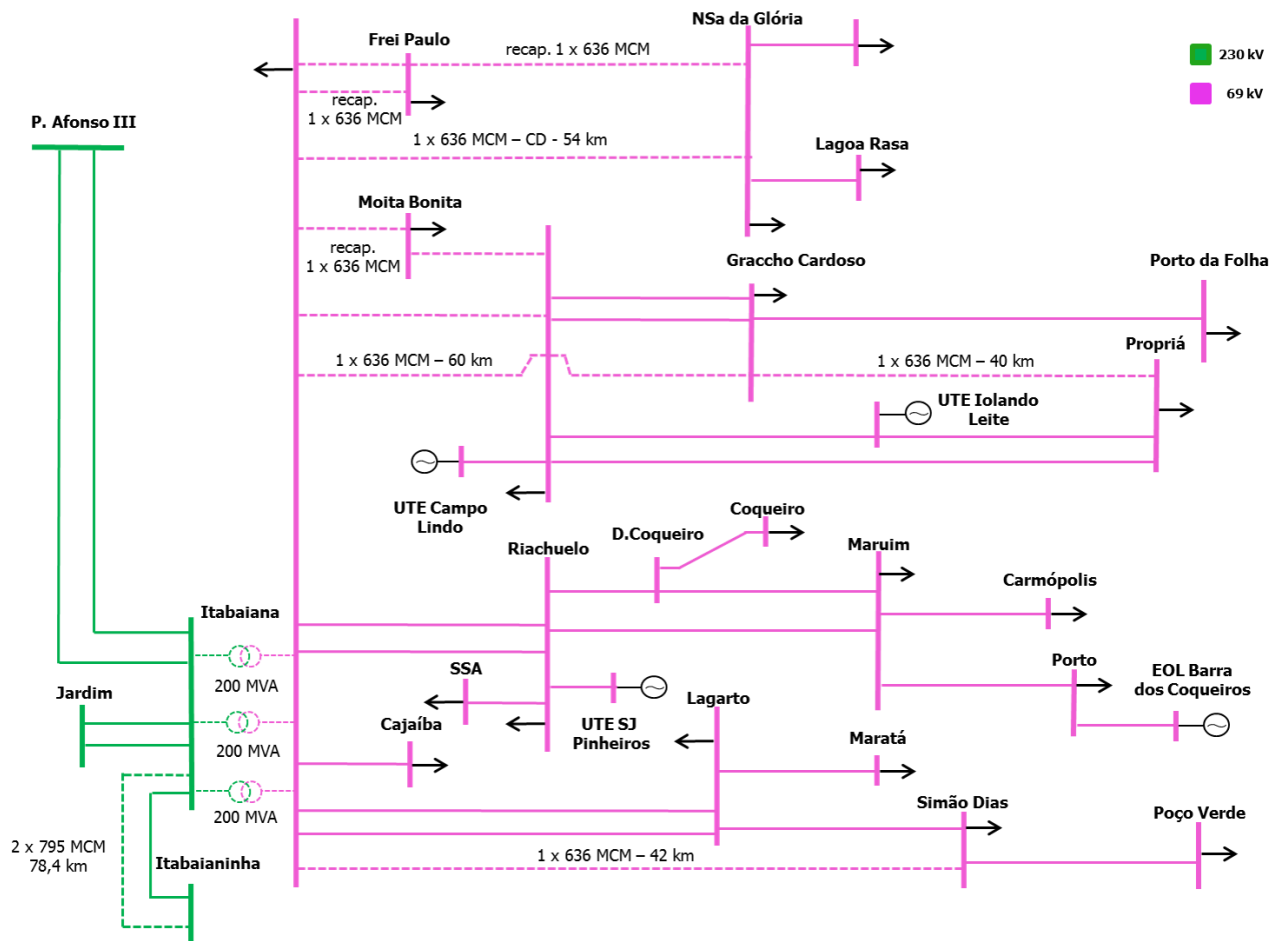 NSa da Glória
Frei Paulo
recap. 1 x 636 MCM
230 kV
69 kV
recap.
1 x 636 MCM
P. Afonso III
1 x 636 MCM – CD - 54 km
Lagoa Rasa
Moita Bonita
recap.
1 x 636 MCM
Graccho Cardoso
Porto da Folha
Propriá
1 x 636 MCM – 60 km
1 x 636 MCM – 40 km
UTE Iolando
Leite
UTE Campo
Lindo
Coqueiro
D.Coqueiro
Riachuelo
Maruim
Carmópolis
Itabaiana
200 MVA
SSA
Porto
EOL Barra
dos Coqueiros
Jardim
Lagarto
Cajaíba
UTE SJ
Pinheiros
Maratá
200 MVA
200 MVA
Simão Dias
Poço Verde
2 x 795 MCM
78,4 km
Itabaianinha
1 x 636 MCM – 42 km